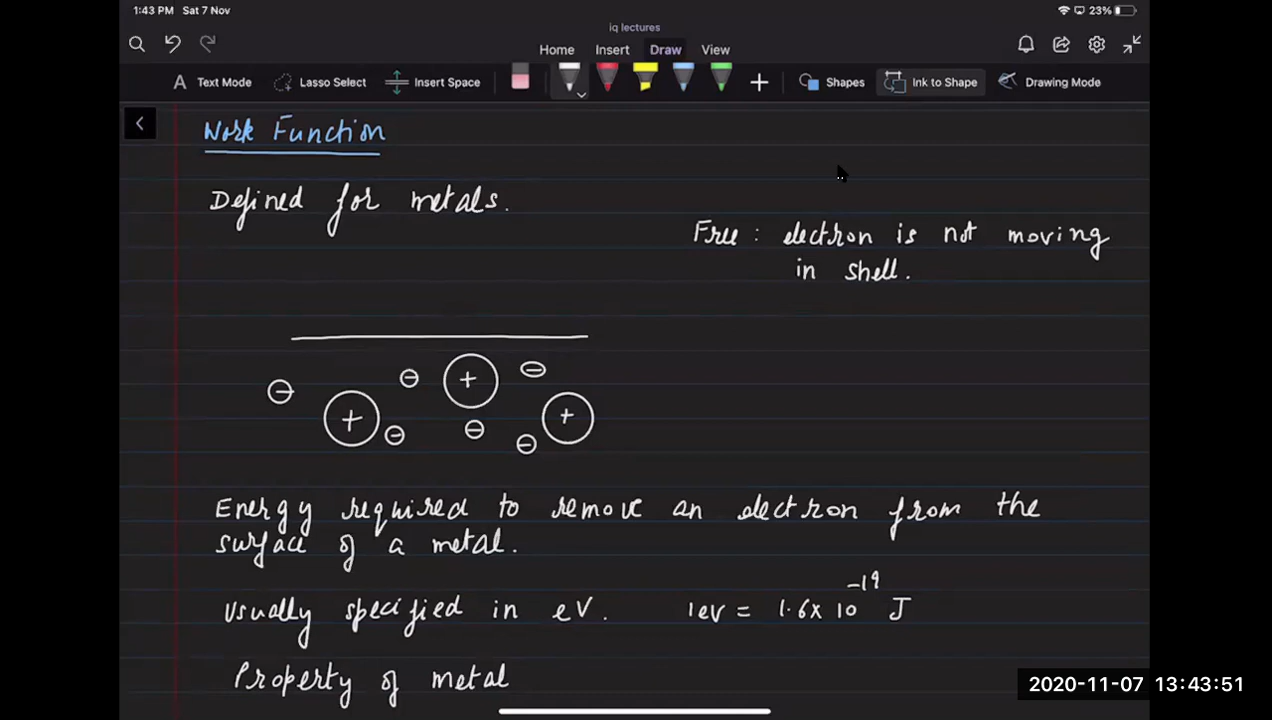 1:43 PM Sat 7 Nov
23%
iq lectures
Home Insert Draw View
A Text Mode Lasso Select Insert Space + Shapes Ink to Shape Drawing Mode
Work Function
Defined for metals.
Free : electron is not moving
in shell.
− + − + − +
− − −
Energy required to remove an electron from the
surface of a metal.
Usually specified in eV. 1ev = 1.6 x 10⁻¹⁹ J
Property of metal
2020-11-07 13:43:51